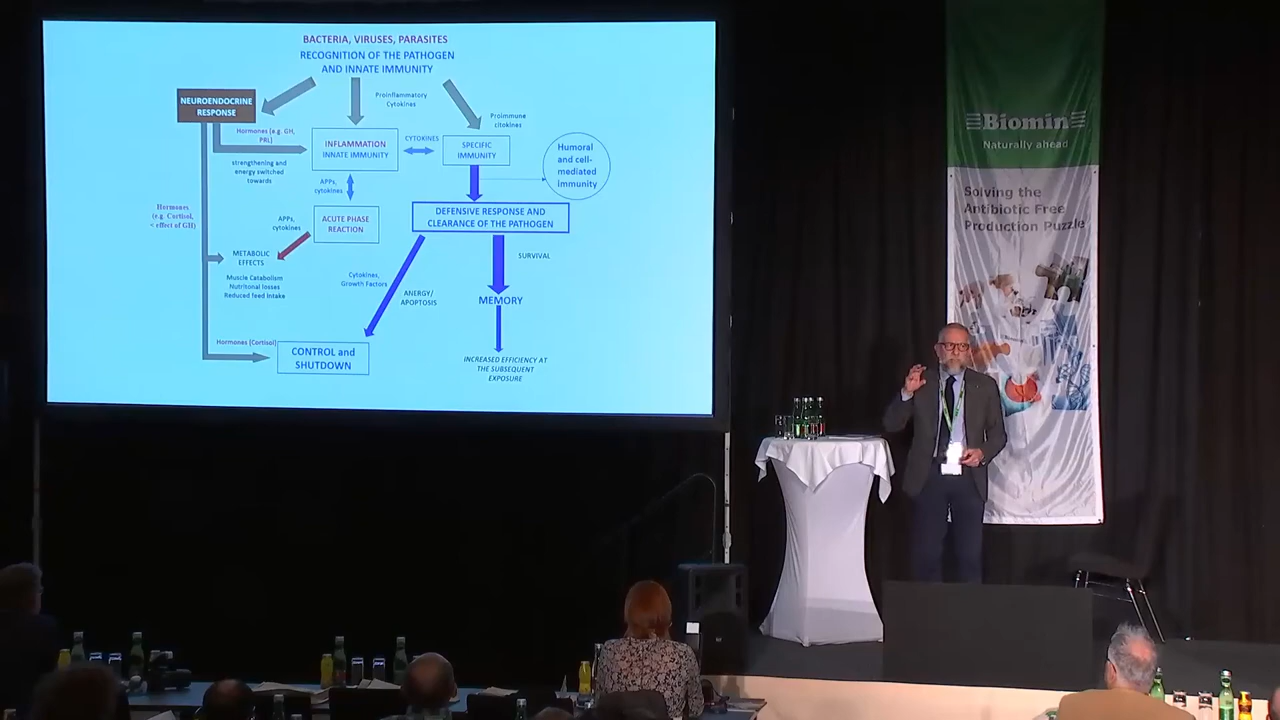 BACTERIA, VIRUSES, PARASITES
RECOGNITION OF THE PATHOGEN
AND INNATE IMMUNITY
NEUROENDOCRINE
RESPONSE
Proinflammatory
Cytokines
Proimmune
citokines
Hormones (e.g. GH,
PRL)
strengthening and
energy switched
towards
INFLAMMATION
INNATE IMMUNITY
CYTOKINES
SPECIFIC
IMMUNITY
Humoral
and cell-
mediated
immunity
APPs,
cytokines
Hormones
(e.g. Cortisol,
< effect of GH)
APPs,
cytokines
ACUTE PHASE
REACTION
DEFENSIVE RESPONSE AND
CLEARANCE OF THE PATHOGEN
METABOLIC
EFFECTS
Muscle Catabolism
Nutritonal losses
Reduced feed intake
Cytokines,
Growth Factors
ANERGY/
APOPTOSIS
SURVIVAL
MEMORY
Hormones (Cortisol)
CONTROL and
SHUTDOWN
INCREASED EFFICIENCY AT
THE SUBSEQUENT
EXPOSURE
Biomin
Naturally ahead
Solving the
Antibiotic Free
Production Puzzle